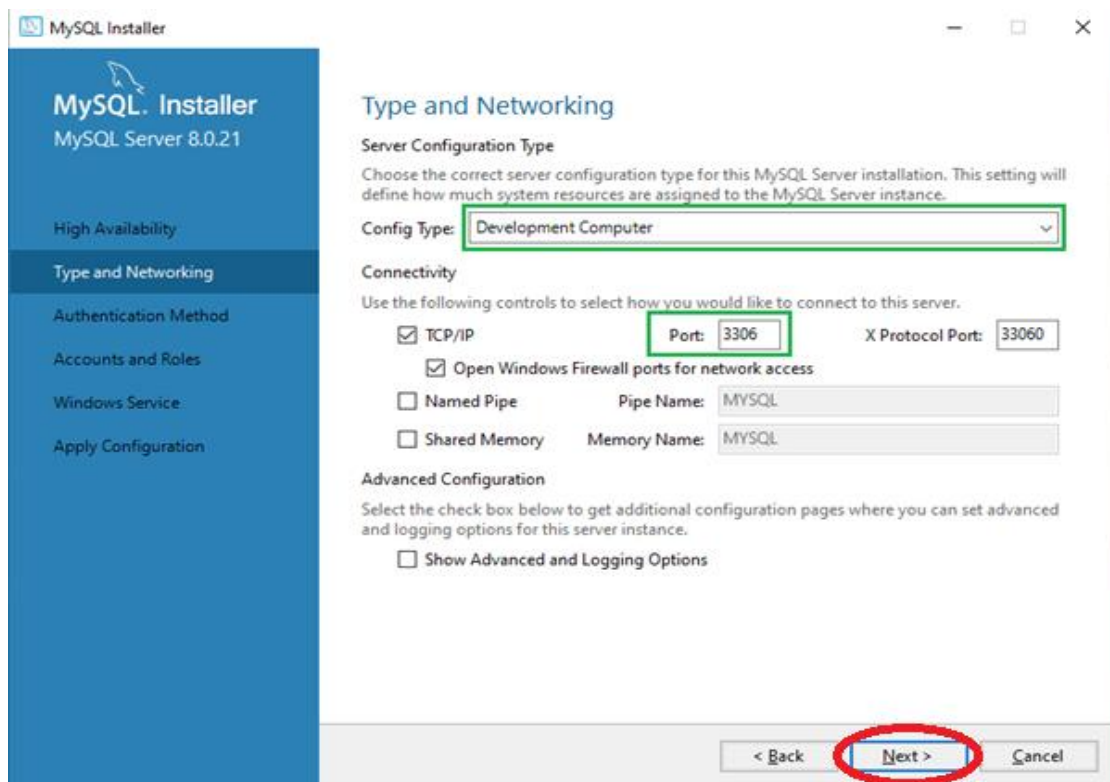 MySQL Installer
MySQL. Installer
MySQL Server 8.0.21
High Availability
Type and Networking
Authentication Method
Accounts and Roles
Windows Service
Apply Configuration
Type and Networking
Server Configuration Type
Choose the correct server configuration type for this MySQL Server installation. This setting will
define how much system resources are assigned to the MySQL Server instance.
Config Type: Development Computer
Connectivity
Use the following controls to select how you would like to connect to this server.
TCP/IP Port: 3306 X Protocol Port: 33060
Open Windows Firewall ports for network access
Named Pipe Pipe Name: MYSQL
Shared Memory Memory Name: MYSQL
Advanced Configuration
Select the check box below to get additional configuration pages where you can set advanced
and logging options for this server instance.
Show Advanced and Logging Options
< Back Next > Cancel